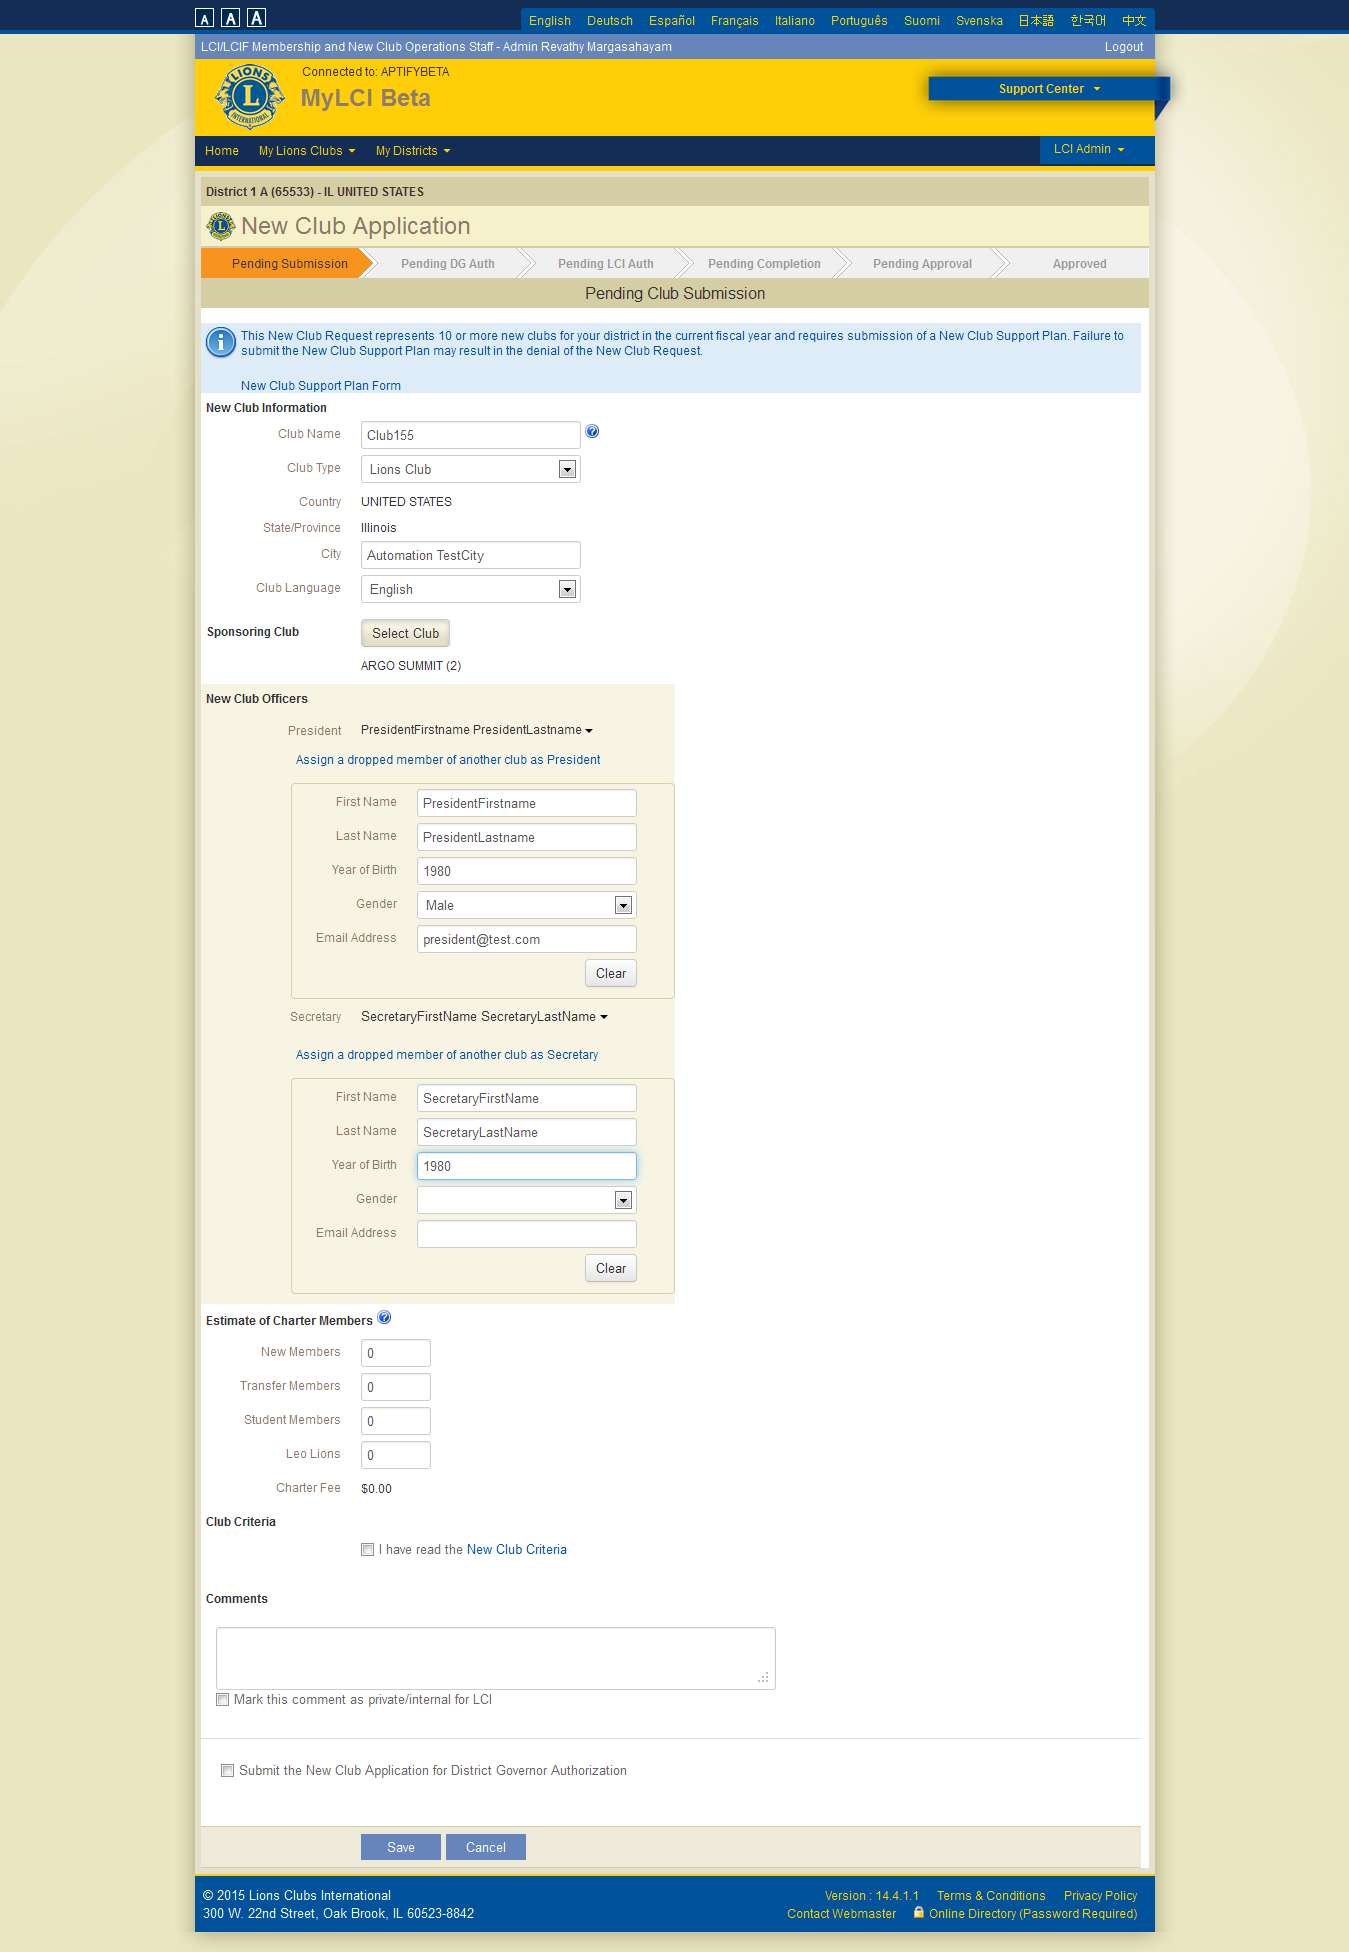 A A A English Deutsch Español Français Italiano Português Suomi Svenska 日本語 한국어 中文
LCI/LCIF Membership and New Club Operations Staff - Admin Revathy Margasahayam Logout
LIONS
L
INTERNATIONAL
Connected to: APTIFYBETA
MyLCI Beta
Support Center
Home My Lions Clubs My Districts LCI Admin
District 1 A (65533) - IL UNITED STATES
New Club Application
Pending Submission Pending DG Auth Pending LCI Auth Pending Completion Pending Approval Approved
Pending Club Submission
This New Club Request represents 10 or more new clubs for your district in the current fiscal year and requires submission of a New Club Support Plan. Failure to
submit the New Club Support Plan may result in the denial of the New Club Request.
New Club Support Plan Form
New Club Information
Club Name Club155
Club Type Lions Club
Country UNITED STATES
State/Province Illinois
City Automation TestCity
Club Language English
Sponsoring Club Select Club
ARGO SUMMIT (2)
New Club Officers
President PresidentFirstname PresidentLastname
Assign a dropped member of another club as President
First Name PresidentFirstname
Last Name PresidentLastname
Year of Birth 1980
Gender Male
Email Address president@test.com
Clear
Secretary SecretaryFirstName SecretaryLastName
Assign a dropped member of another club as Secretary
First Name SecretaryFirstName
Last Name SecretaryLastName
Year of Birth 1980
Gender
Email Address
Clear
Estimate of Charter Members
New Members 0
Transfer Members 0
Student Members 0
Leo Lions 0
Charter Fee $0.00
Club Criteria
I have read the New Club Criteria
Comments
Mark this comment as private/internal for LCI
Submit the New Club Application for District Governor Authorization
Save Cancel
© 2015 Lions Clubs International Version : 14.4.1.1 Terms & Conditions Privacy Policy
300 W. 22nd Street, Oak Brook, IL 60523-8842 Contact Webmaster Online Directory (Password Required)